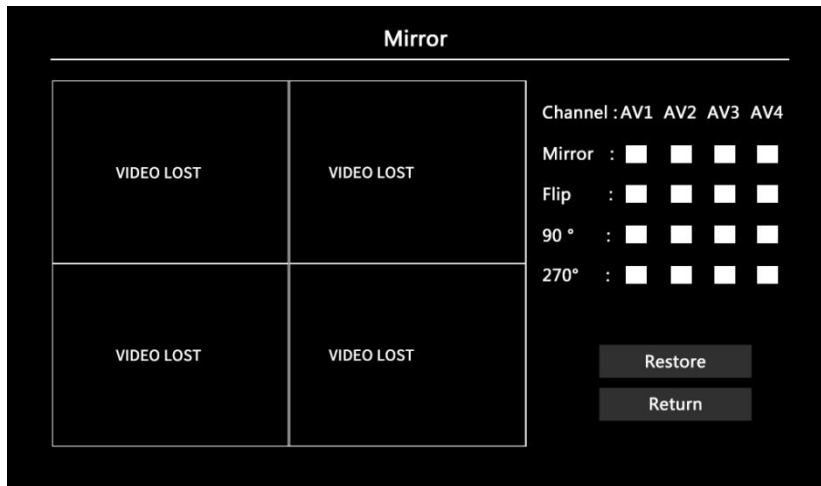 Mirror
VIDEO LOST
VIDEO LOST
VIDEO LOST
VIDEO LOST
Channel : AV1 AV2 AV3 AV4
Mirror :
Flip :
90 ° :
270° :
Restore
Return